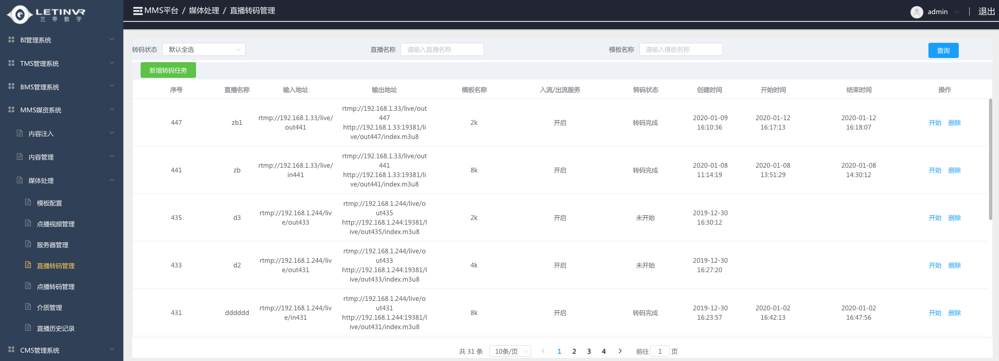 LETINVR
兰亭数字
MMS平台 / 媒体处理 / 直播转码管理
admin
退出
BI管理系统
TMS管理系统
BMS管理系统
MMS媒资系统
内容注入
内容管理
媒体处理
模板配置
点播视频管理
服务器管理
直播转码管理
点播转码管理
介质管理
直播历史记录
CMS管理系统
转码状态 默认全选 直播名称 请输入直播名称 模板名称 请输入模板名称 查询
新增转码任务
序号 直播名称 输入地址 输出地址 模板名称 入流/出流服务 转码状态 创建时间 开始时间 结束时间 操作
rtmp://192.168.1.33/live/out
rtmp://192.168.1.33/live/ 447 2020-01-09 2020-01-12 2020-01-12
447 zb1 2k 开启 转码完成 开始 删除
out441 http://192.168.1.33:19381/li 16:10:36 16:17:13 16:18:07
ve/out447/index.m3u8
rtmp://192.168.1.33/live/out
rtmp://192.168.1.33/live/ 441 2020-01-08 2020-01-08 2020-01-08
441 zb 8k 开启 转码完成 开始 删除
in441 http://192.168.1.33:19381/li 11:14:19 13:51:29 14:30:12
ve/out441/index.m3u8
rtmp://192.168.1.244/live/o
rtmp://192.168.1.244/liv ut435 2019-12-30
435 d3 2k 开启 未开始 开始 删除
e/out433 http://192.168.1.244:19381/l 16:30:12
ive/out435/index.m3u8
rtmp://192.168.1.244/live/o
rtmp://192.168.1.244/liv ut433 2019-12-30
433 d2 4k 开启 未开始 开始 删除
e/out431 http://192.168.1.244:19381/l 16:27:20
ive/out433/index.m3u8
rtmp://192.168.1.244/live/o
rtmp://192.168.1.244/liv ut431 2019-12-30 2020-01-02 2020-01-02
431 dddddd 8k 开启 转码完成 开始 删除
e/in431 http://192.168.1.244:19381/l 16:23:57 16:42:13 16:47:56
ive/out431/index.m3u8
共 31 条 10条/页 1 2 3 4 前往 1 页